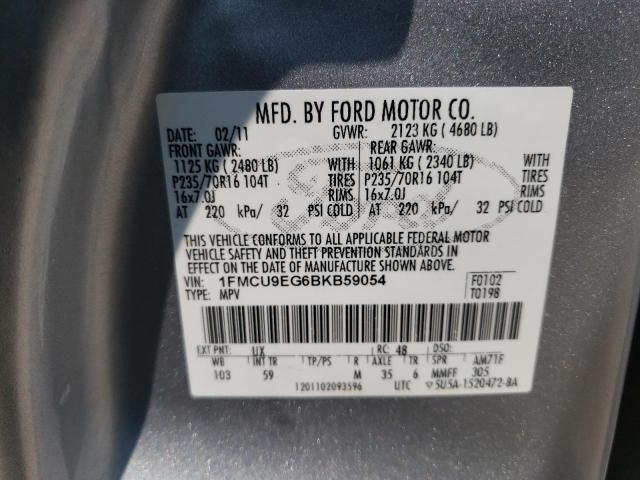 MFD. BY FORD MOTOR CO.
DATE: 02/11 GVWR: 2123 KG ( 4680 LB)
FRONT GAWR: REAR GAWR:
1125 KG ( 2480 LB) WITH 1061 KG ( 2340 LB) WITH
P235/70R16 104T TIRES P235/70R16 104T TIRES
16x7.0J RIMS 16x7.0J RIMS
AT 220 kPa/ 32 PSI COLD AT 220 kPa/ 32 PSI COLD
THIS VEHICLE CONFORMS TO ALL APPLICABLE FEDERAL MOTOR
VEHICLE SAFETY AND THEFT PREVENTION STANDARDS IN
EFFECT ON THE DATE OF MANUFACTURE SHOWN ABOVE.
VIN: 1FMCU9EG6BKB59054 F0102
TYPE: MPV T0198
EXT PNT: UX RC: 48 DSO:
WB INT TR TP/PS R AXLE TR SPR AM71F
103 59 M 35 6 MMFF 305
1201102093596 UTC ▽5U5A-1520472-BA
Ford